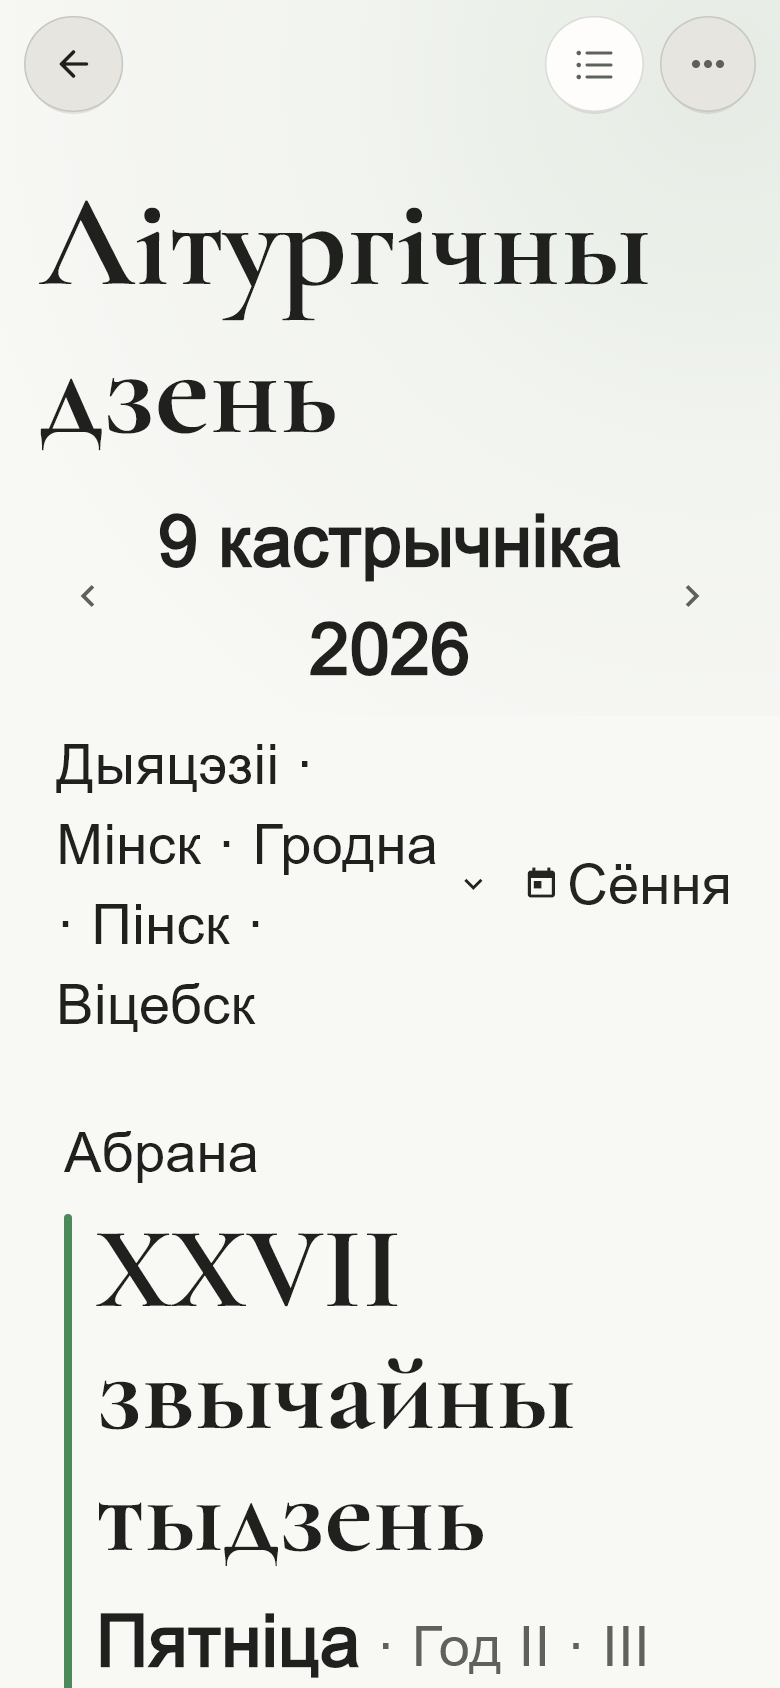 Літургічны
дзень
9 кастрычніка
2026
Дыяцэзіі ·
Мінск · Гродна
· Пінск ·
Віцебск
Сёння
Абрана
XXVII
звычайны
тыдзень
Пятніца · Год II · III